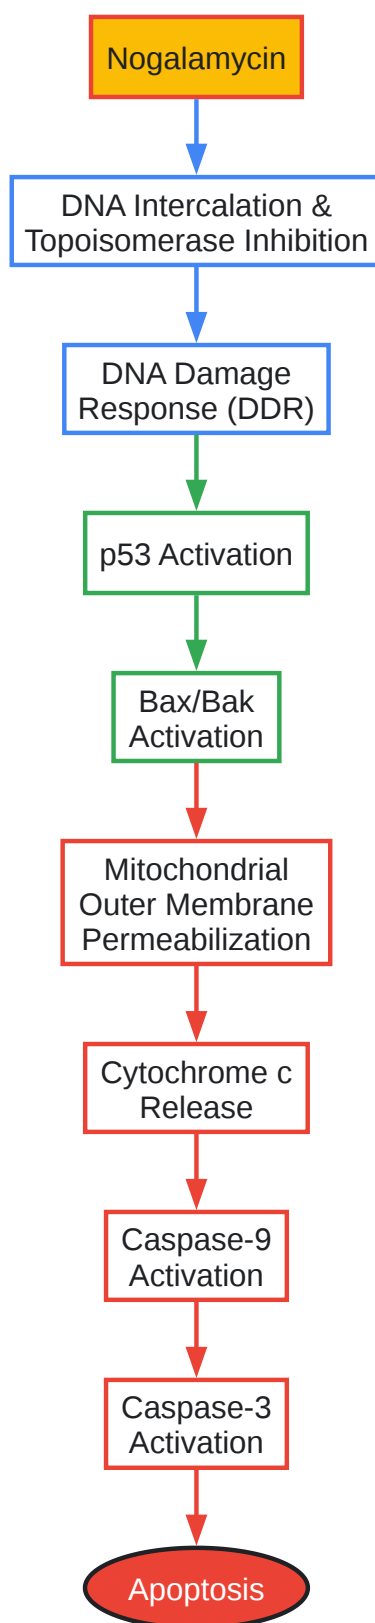 Nogalamycin
DNA Intercalation &
Topoisomerase Inhibition
DNA Damage
Response (DDR)
p53 Activation
Bax/Bak
Activation
Mitochondrial
Outer Membrane
Permeabilization
Cytochrome c
Release
Caspase-9
Activation
Caspase-3
Activation
Apoptosis